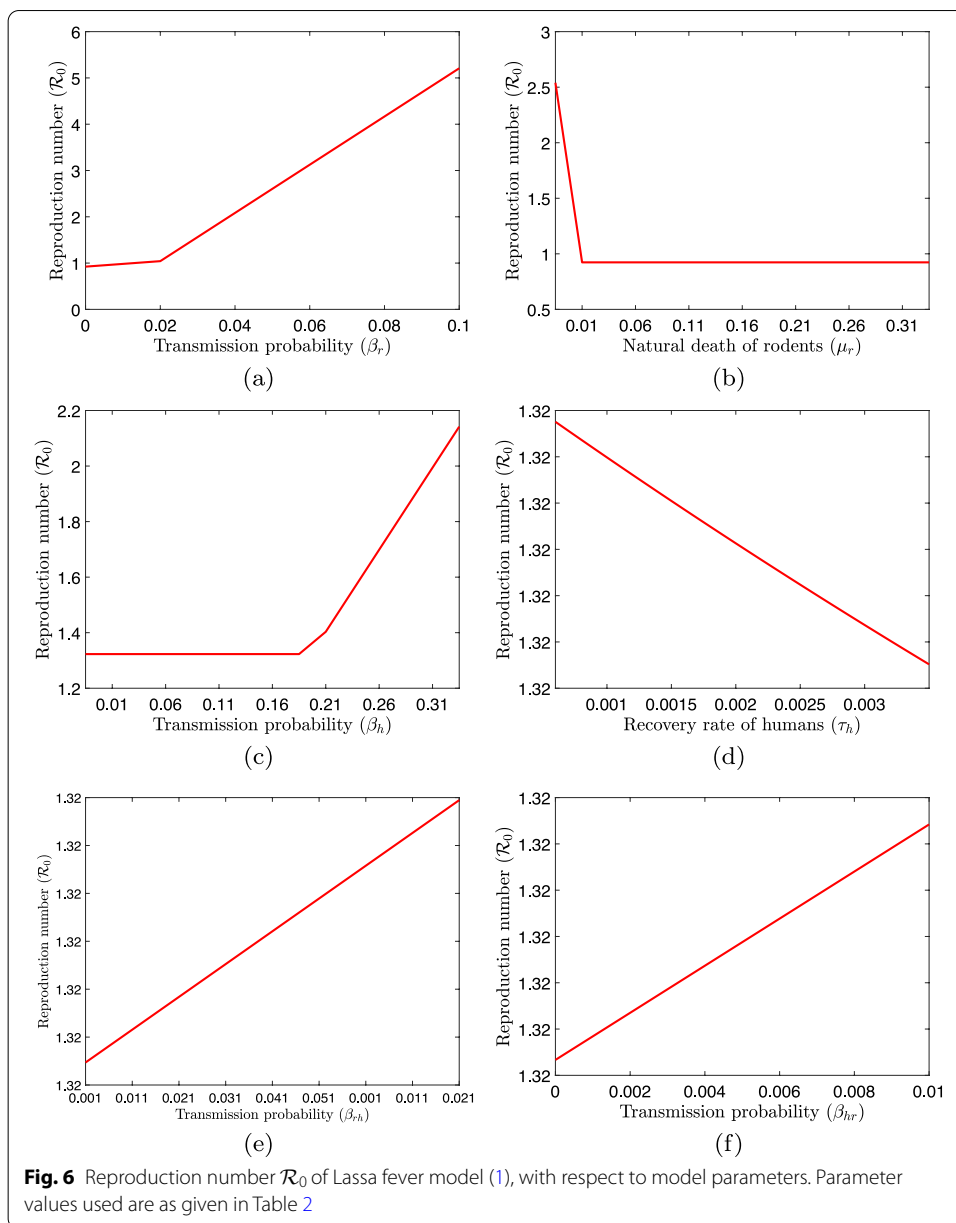 6
5
4
3
2
1
0
Reproduction number (ℛ₀)
0 0.02 0.04 0.06 0.08 0.1
Transmission probability (βᵣ)
(a)
3
2.5
2
1.5
1
0.5
Reproduction number (ℛ₀)
0.01 0.06 0.11 0.16 0.21 0.26 0.31
Natural death of rodents (μᵣ)
(b)
2.2
2
1.8
1.6
1.4
1.2
Reproduction number (ℛ₀)
0.01 0.06 0.11 0.16 0.21 0.26 0.31
Transmission probability (βₕ)
(c)
1.32
1.32
1.32
1.32
1.32
1.32
1.32
Reproduction number (ℛ₀)
0.001 0.0015 0.002 0.0025 0.003
Recovery rate of humans (τₕ)
(d)
1.32
1.32
1.32
1.32
1.32
1.32
1.32
Reproduction number (ℛ₀)
0.001 0.011 0.021 0.031 0.041 0.051 0.001 0.011 0.021
Transmission probability (βᵣₕ)
(e)
1.32
1.32
1.32
1.32
1.32
1.32
1.32
Reproduction number (ℛ₀)
0 0.002 0.004 0.006 0.008 0.01
Transmission probability (βₕᵣ)
(f)
Fig. 6 Reproduction number ℛ₀ of Lassa fever model (1), with respect to model parameters. Parameter
values used are as given in Table 2